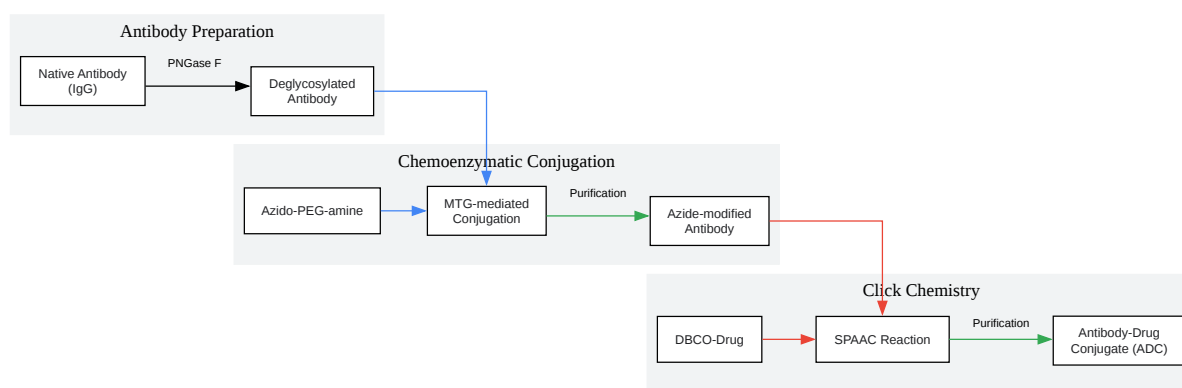 Antibody Preparation
PNGase F
Native Antibody
(IgG)
Deglycosylated
Antibody
Chemoenzymatic Conjugation
Azido-PEG-amine
MTG-mediated
Conjugation
Purification
Azide-modified
Antibody
Click Chemistry
DBCO-Drug
SPAAC Reaction
Purification
Antibody-Drug
Conjugate (ADC)